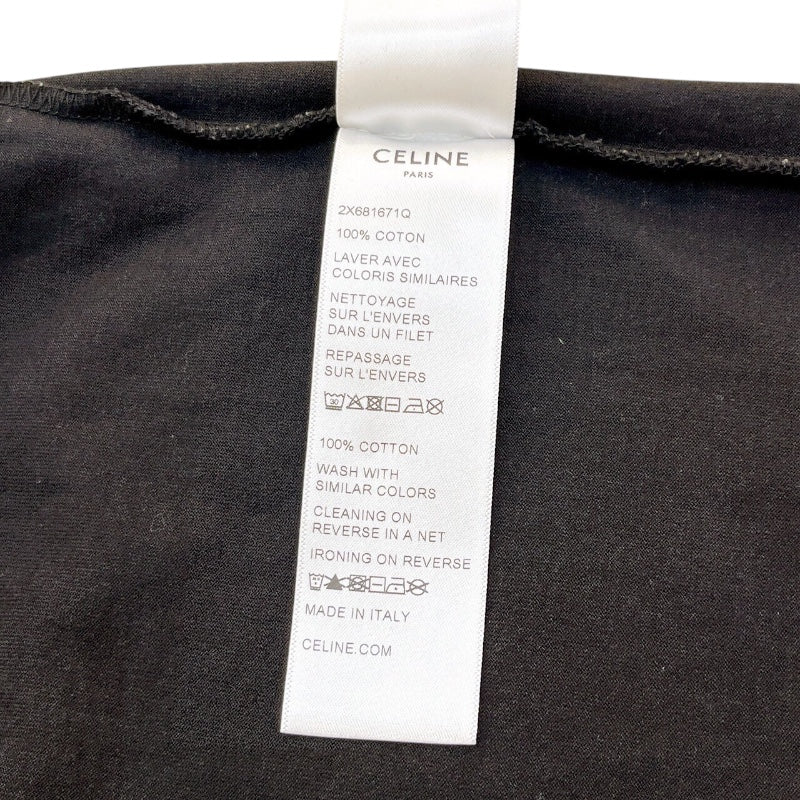 CELINE
PARIS
2X681671Q
100% COTON
LAVER AVEC
COLORIS SIMILAIRES
NETTOYAGE
SUR L'ENVERS
DANS UN FILET
REPASSAGE
SUR L'ENVERS
30
100% COTTON
WASH WITH
SIMILAR COLORS
CLEANING ON
REVERSE IN A NET
IRONING ON REVERSE
MADE IN ITALY
CELINE.COM